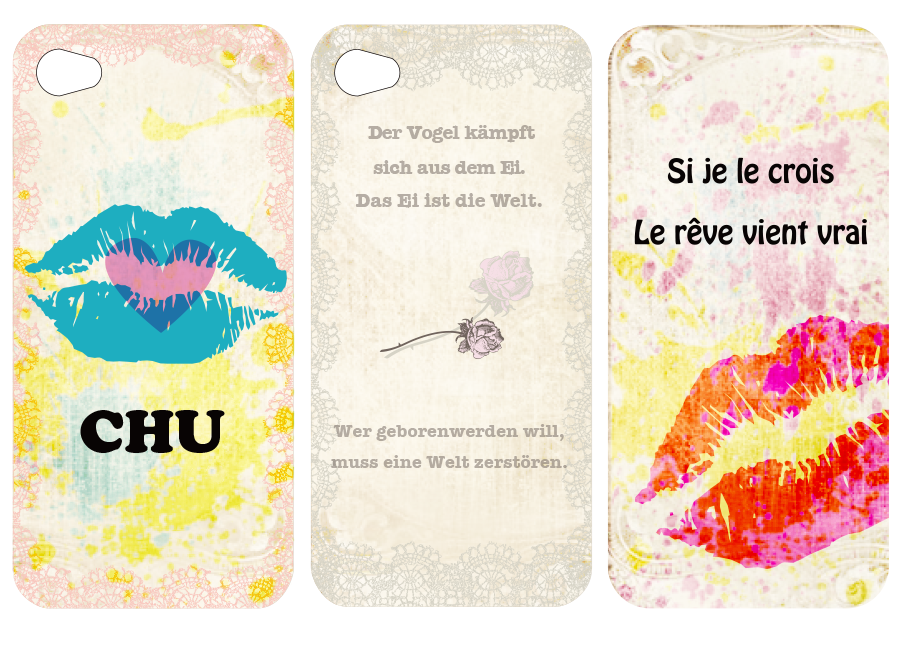 CHU
Der Vogel kämpft
sich aus dem Ei.
Das Ei ist die Welt.
Wer geborenwerden will,
muss eine Welt zerstören.
Si je le crois
Le rêve vient vrai